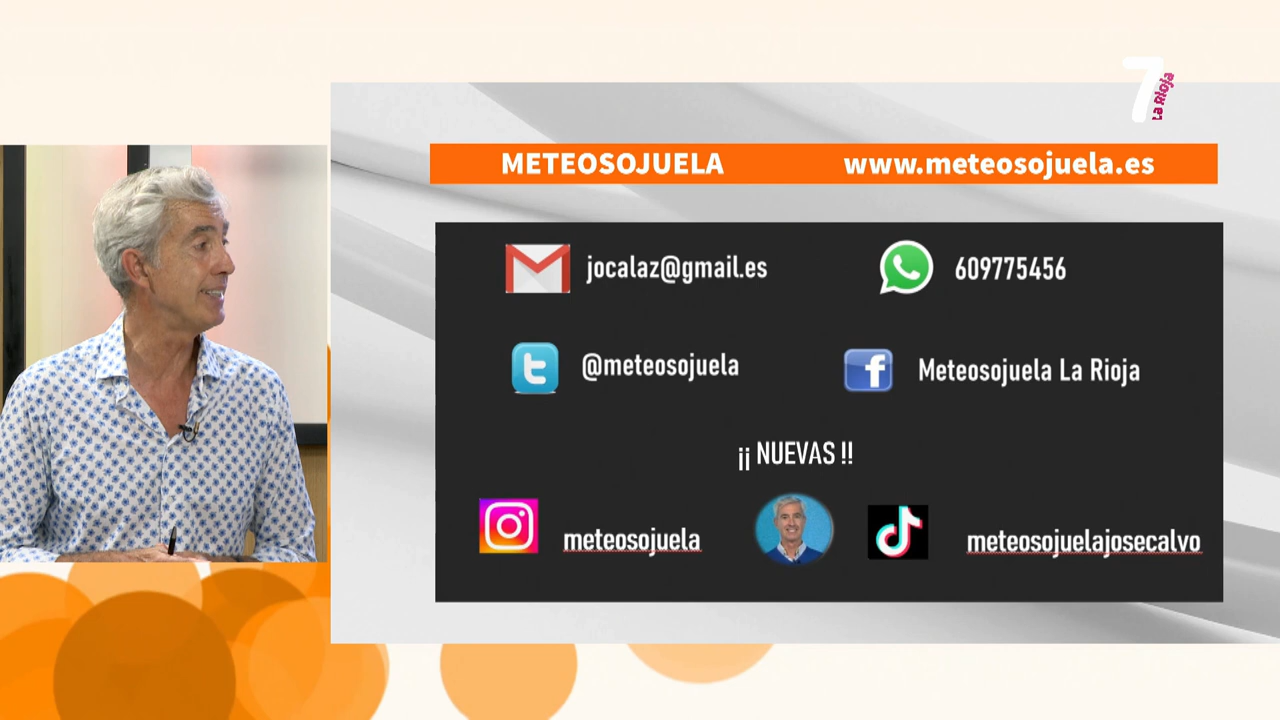 7 La Rioja
METEOSOJUELA www.meteosojuela.es
jocalaz@gmail.es 609775456
@meteosojuela Meteosojuela La Rioja
¡¡ NUEVAS !!
meteosojuela meteosojuelajosecalvo